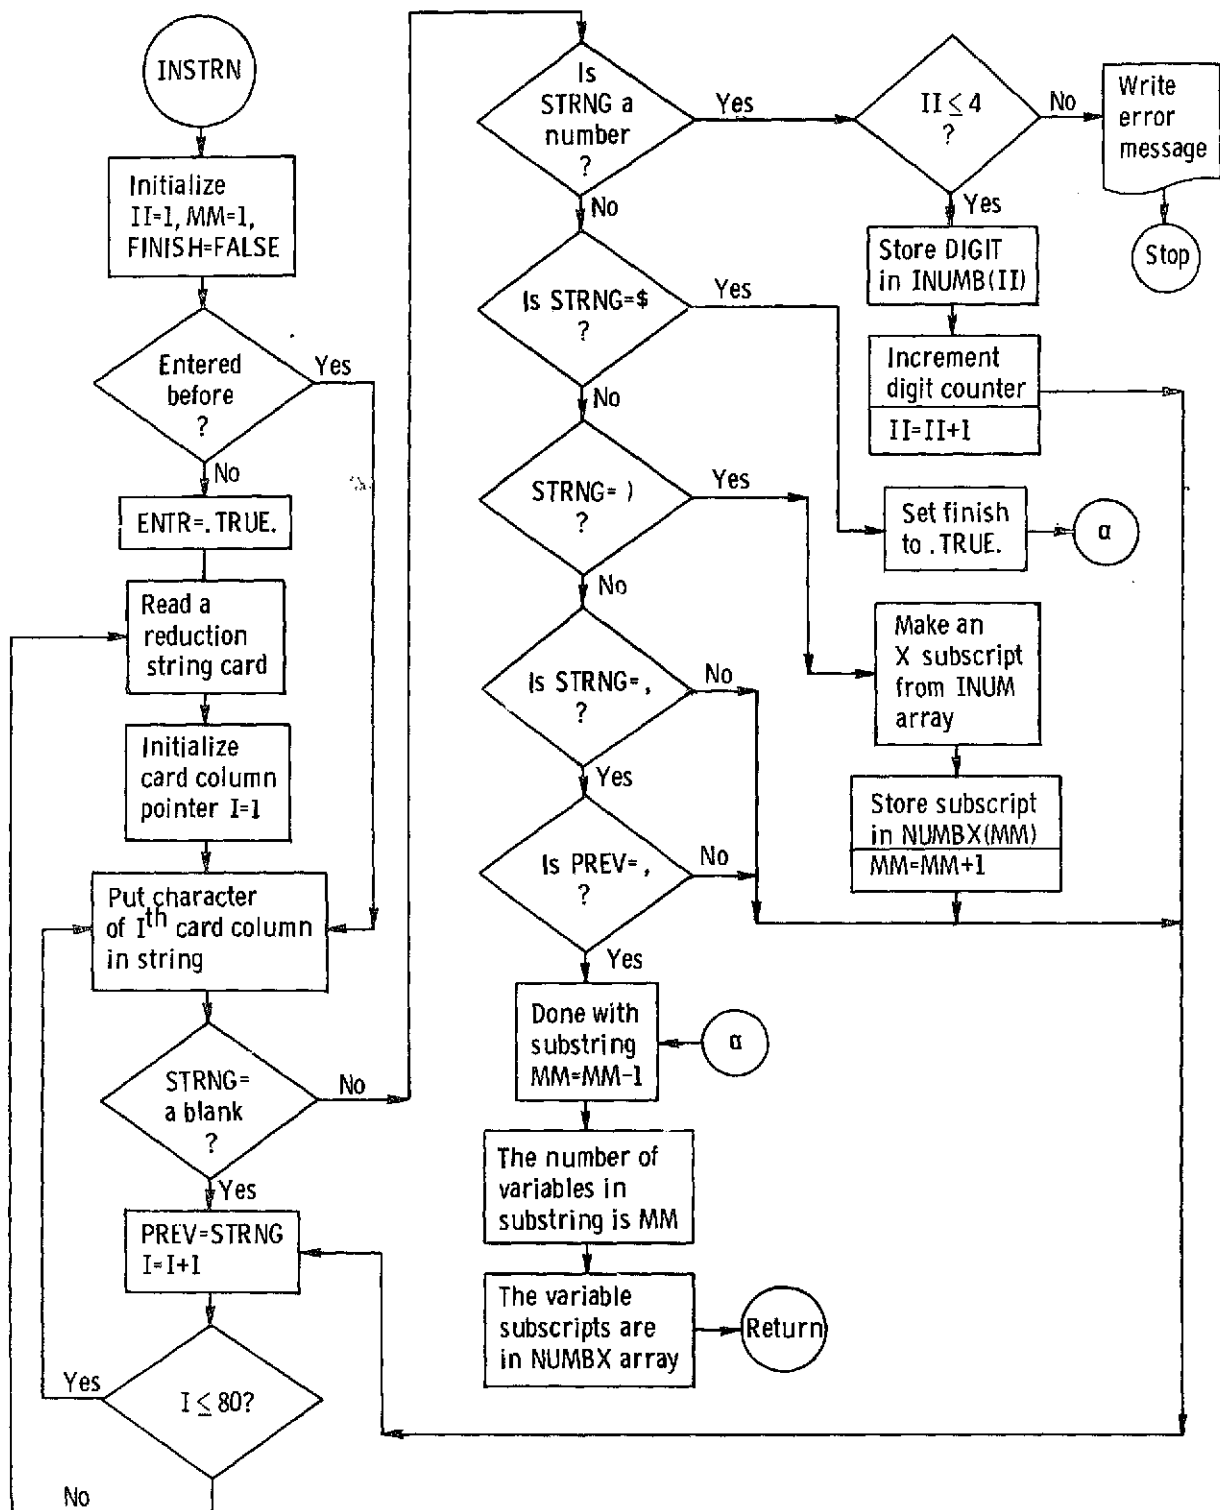 INSTRN
Initialize
II=1, MM=1,
FINISH=FALSE
Entered
before
?
Yes
No
ENTR=.TRUE.
Read a
reduction
string card
Initialize
card column
pointer I=1
Put character
of Ith card column
in string
STRNG=
a blank
?
No
Yes
PREV=STRNG
I=I+1
I ≤ 80?
Yes
No
Is
STRNG a
number
?
Yes
No
II ≤ 4
?
No
Yes
Write
error
message
Stop
Store DIGIT
in INUMB(II)
Increment
digit counter
II=II+1
Is STRNG=$
?
Yes
No
Set finish
to .TRUE.
α
STRNG= )
?
Yes
No
Make an
X subscript
from INUM
array
Store subscript
in NUMBX(MM)
MM=MM+1
Is STRNG=,
?
No
Yes
Is PREV=,
?
No
Yes
Done with
substring
MM=MM-1
α
The number of
variables in
substring is MM
The variable
subscripts are
in NUMBX array
Return